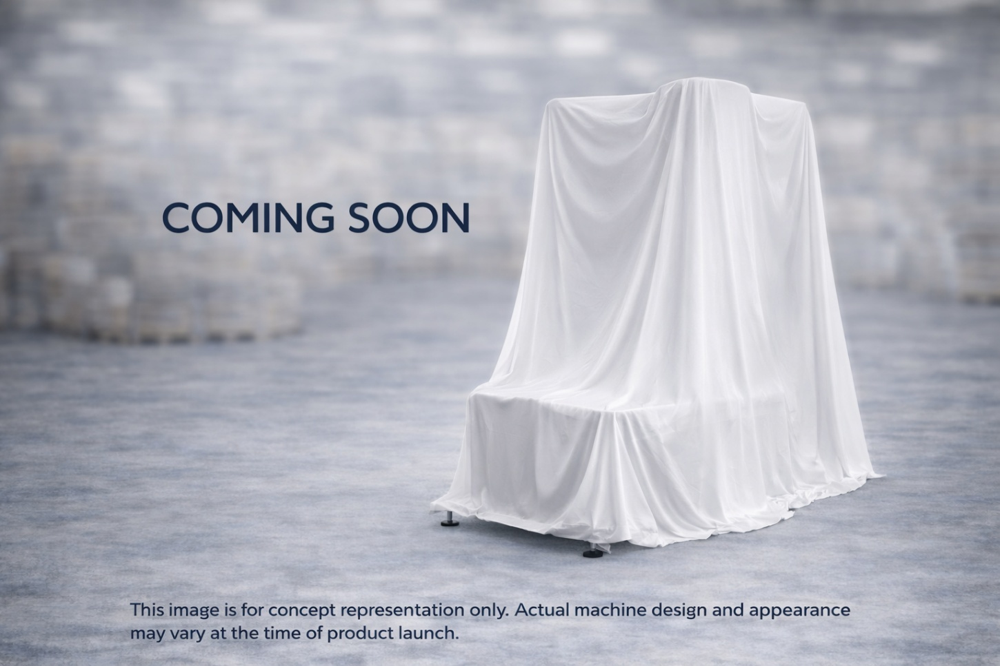 COMING SOON
This image is for concept representation only. Actual machine design and appearance
may vary at the time of product launch.